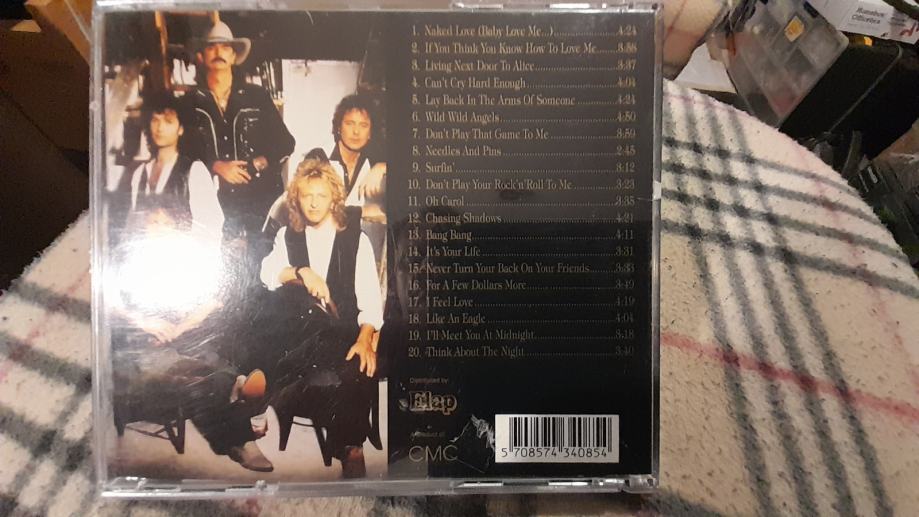 1. Naked Love (Baby Love Me...) 4:24
2. If You Think You Know How To Love Me
3. Living Next Door To Alice 3:37
4. Can't Cry Hard Enough 4:04
5. Lay Back In The Arms Of Someone 4:24
6. Wild Wild Angels 4:50
7. Don't Play That Game To Me 3:59
8. Needles And Pins 2:45
9. Surfin' 3:12
10. Don't Play Your Rock'n'Roll To Me 3:23
11. Oh Carol 3:35
12. Chasing Shadows 4:21
13. Bang Bang 4:11
14. It's Your Life 3:31
15. Never Turn Your Back On Your Friends 3:33
16. For A Few Dollars More 3:49
17. I Feel Love 4:19
18. Like An Eagle 4:04
19. I'll Meet You At Midnight 3:18
20. Think About The Night 3:40
Distributed by:
Elap
CMC
5 708574 340854